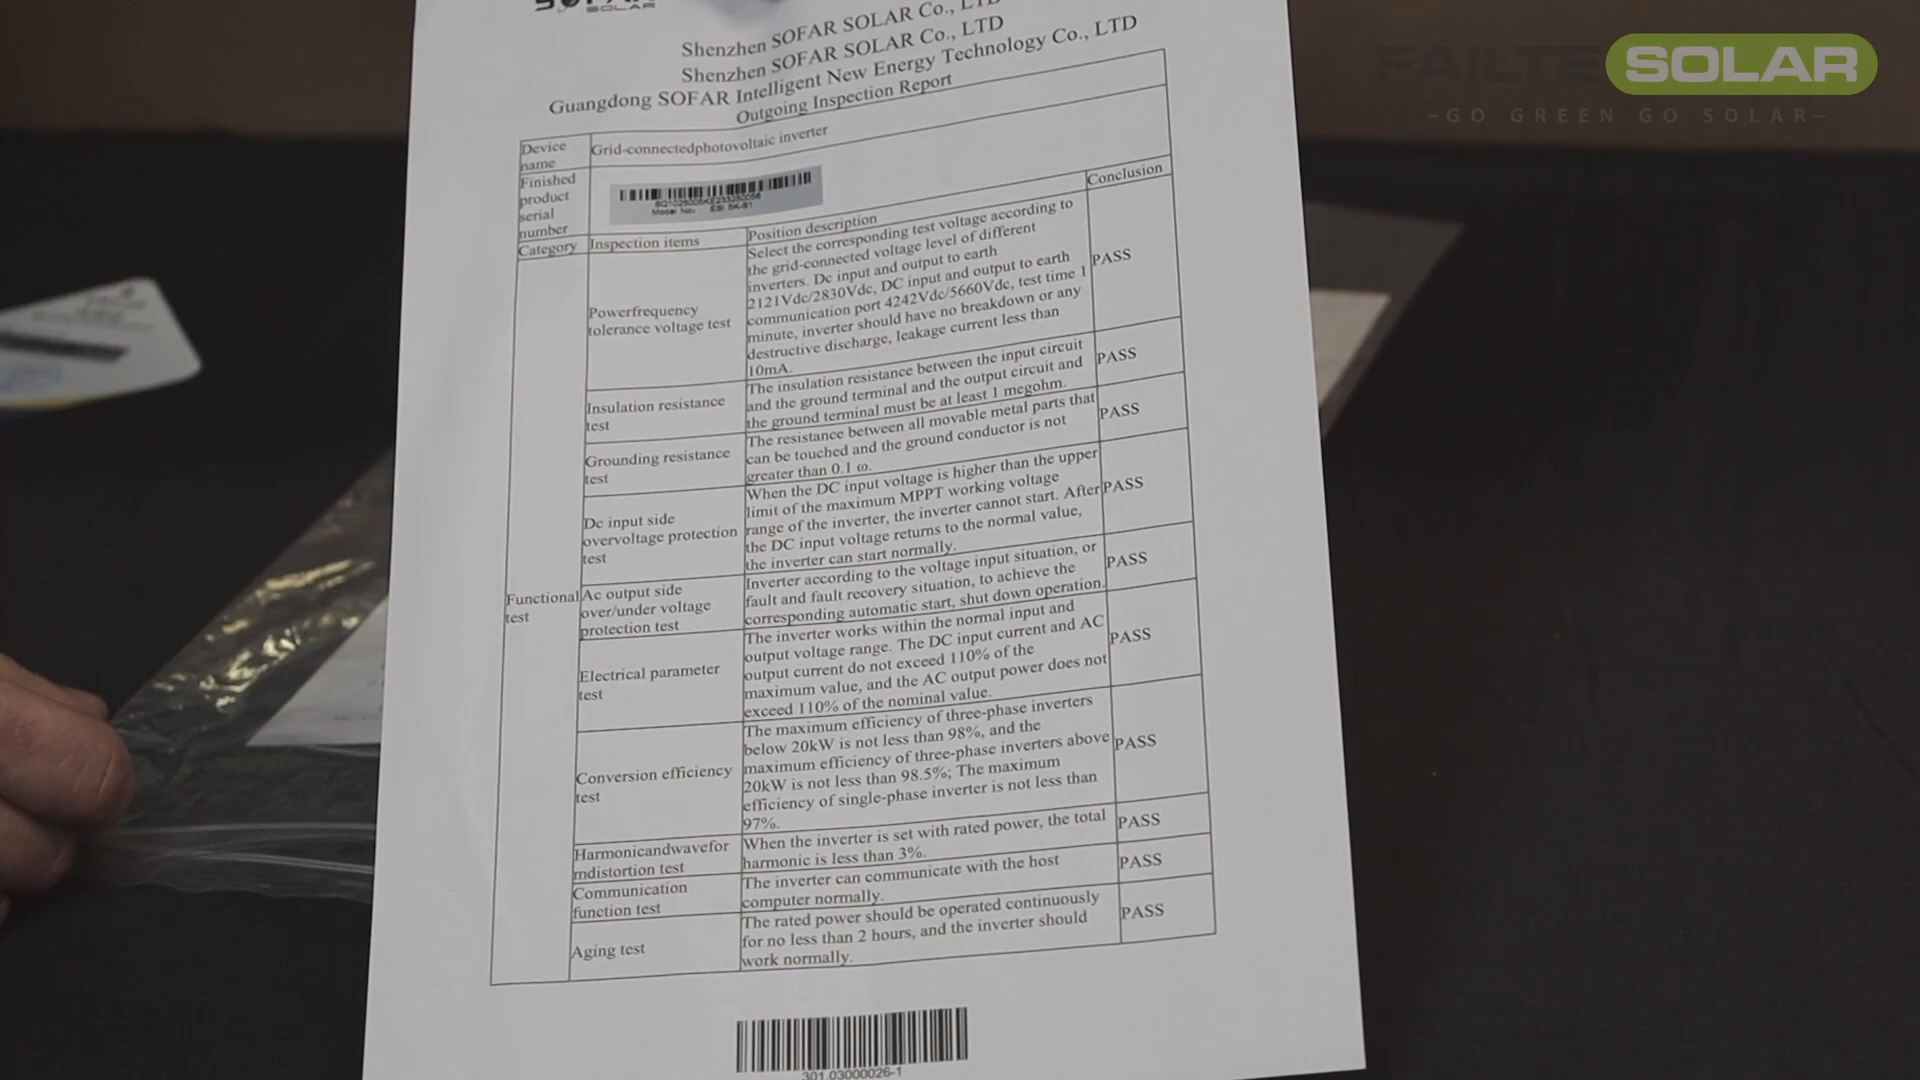 SOLAR
FAILTE SOLAR
–GO GREEN GO SOLAR–
Shenzhen SOFAR SOLAR Co., LTD
Shenzhen SOFAR SOLAR Co., LTD
Guangdong SOFAR Intelligent New Energy Technology Co., LTD
Outgoing Inspection Report
Device
name
Grid-connectedphotovoltaic inverter
Finished
product
serial
number
Model No:
Category
Inspection items
Position description
Conclusion
Functional
test
Powerfrequency
tolerance voltage test
Select the corresponding test voltage according to
the grid-connected voltage level of different
inverters. Dc input and output to earth
2121Vdc/2830Vdc, DC input and output to earth
communication port 4242Vdc/5660Vdc, test time 1
minute, inverter should have no breakdown or any
destructive discharge, leakage current less than
10mA.
PASS
Insulation resistance
test
The insulation resistance between the input circuit
and the ground terminal and the output circuit and
the ground terminal must be at least 1 megohm.
PASS
Grounding resistance
test
The resistance between all movable metal parts that
can be touched and the ground conductor is not
greater than 0.1 ω.
PASS
Dc input side
overvoltage protection
test
When the DC input voltage is higher than the upper
limit of the maximum MPPT working voltage
range of the inverter, the inverter cannot start. After
the DC input voltage returns to the normal value,
the inverter can start normally.
PASS
Ac output side
over/under voltage
protection test
Inverter according to the voltage input situation, or
fault and fault recovery situation, to achieve the
corresponding automatic start, shut down operation.
PASS
Electrical parameter
test
The inverter works within the normal input and
output voltage range. The DC input current and AC
output current do not exceed 110% of the
maximum value, and the AC output power does not
exceed 110% of the nominal value.
PASS
Conversion efficiency
test
The maximum efficiency of three-phase inverters
below 20kW is not less than 98%, and the
maximum efficiency of three-phase inverters above
20kW is not less than 98.5%; The maximum
efficiency of single-phase inverter is not less than
97%.
PASS
Harmonicandwavefor
mdistortion test
When the inverter is set with rated power, the total
harmonic is less than 3%.
PASS
Communication
function test
The inverter can communicate with the host
computer normally.
PASS
Aging test
The rated power should be operated continuously
for no less than 2 hours, and the inverter should
work normally.
PASS
301.03000026-1